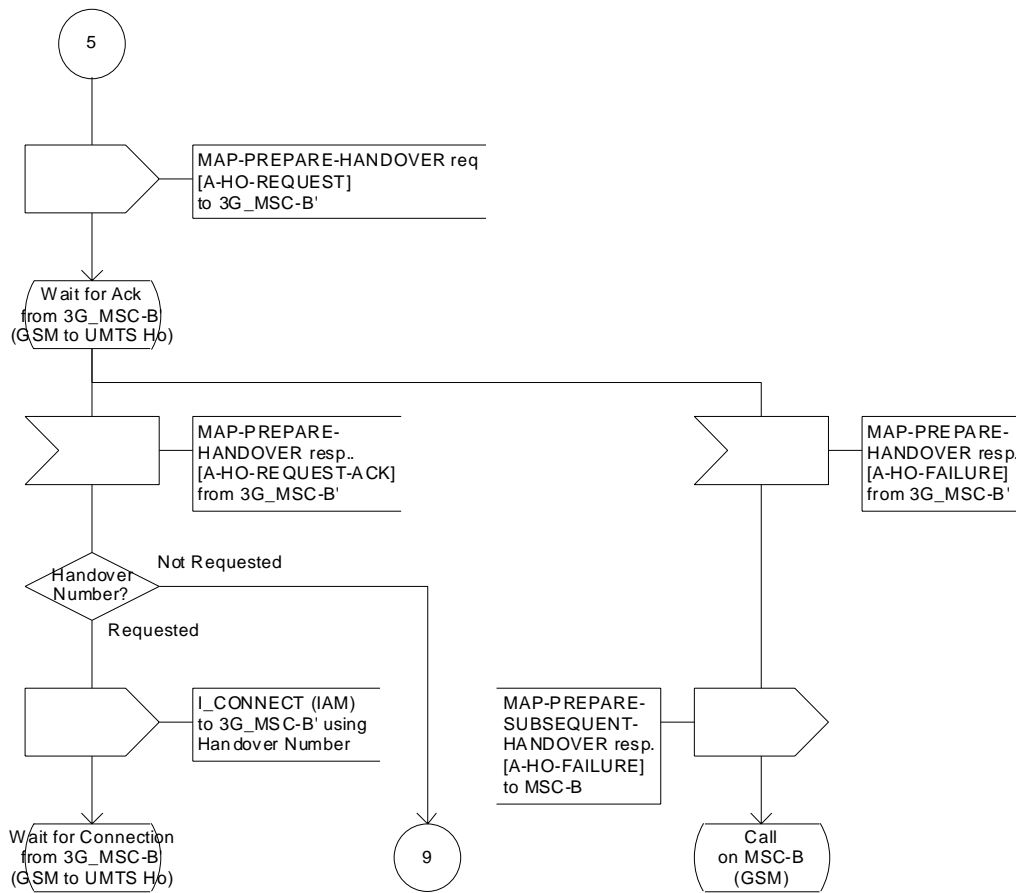 5
MAP-PREPARE-HANDOVER req
[A-HO-REQUEST]
to 3G_MSC-B'
Wait for Ack
from 3G_MSC-B'
(GSM to UMTS Ho)
MAP-PREPARE-
HANDOVER resp..
[A-HO-REQUEST-ACK]
from 3G_MSC-B'
MAP-PREPARE-
HANDOVER resp.
[A-HO-FAILURE]
from 3G_MSC-B'
Handover
Number?
Not Requested
Requested
I_CONNECT (IAM)
to 3G_MSC-B' using
Handover Number
MAP-PREPARE-
SUBSEQUENT-
HANDOVER resp.
[A-HO-FAILURE]
to MSC-B
Wait for Connection
from 3G_MSC-B'
(GSM to UMTS Ho)
9
Call
on MSC-B
(GSM)